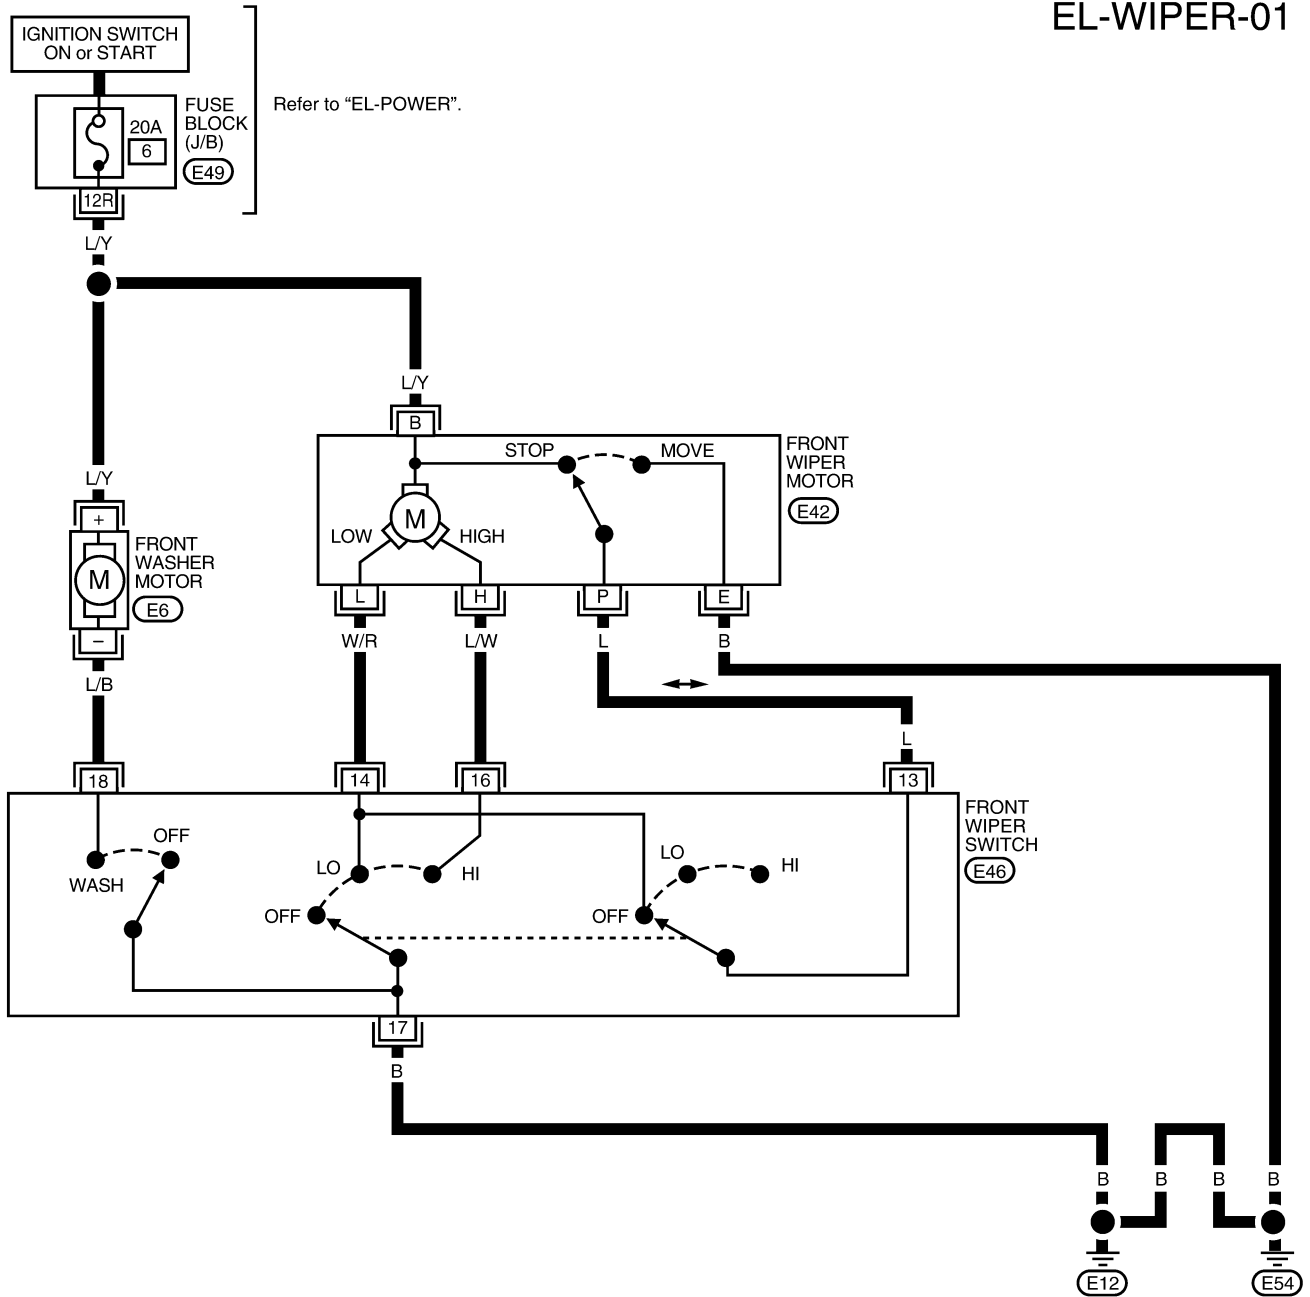 EL-WIPER-01
IGNITION SWITCH
ON or START
Refer to “EL-POWER”.
FUSE
BLOCK
(J/B)
20A
6
E49
12R
L/Y
L/Y
B
STOP
MOVE
FRONT
WIPER
MOTOR
E42
M
LOW
HIGH
L/Y
+
FRONT
WASHER
MOTOR
M
E6
−
L
H
P
E
W/R
L/W
L
B
L/B
L
18
14
16
13
FRONT
WIPER
SWITCH
E46
OFF
WASH
LO
HI
OFF
LO
HI
OFF
17
B
B
B
B
B
E12
E54